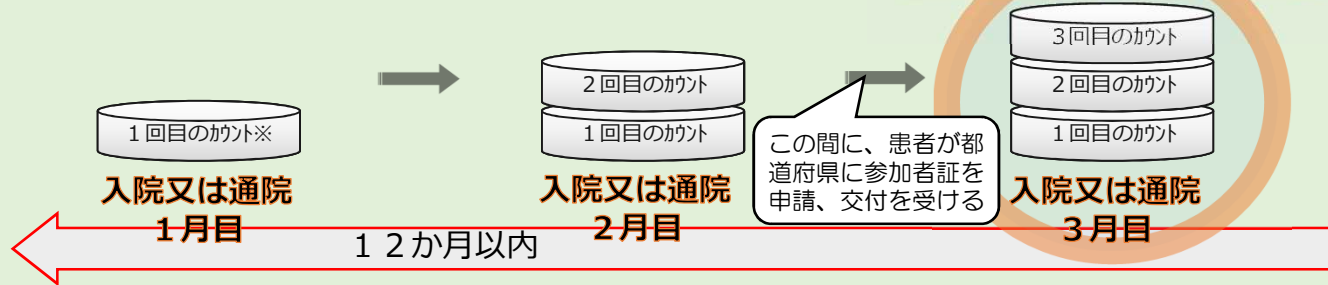 1回目のカウント※
入院又は通院
1月目
2回目のカウント
1回目のカウント
入院又は通院
2月目
この間に、患者が都
道府県に参加者証を
申請、交付を受ける
3回目のカウント
2回目のカウント
1回目のカウント
入院又は通院
3月目
12か月以内